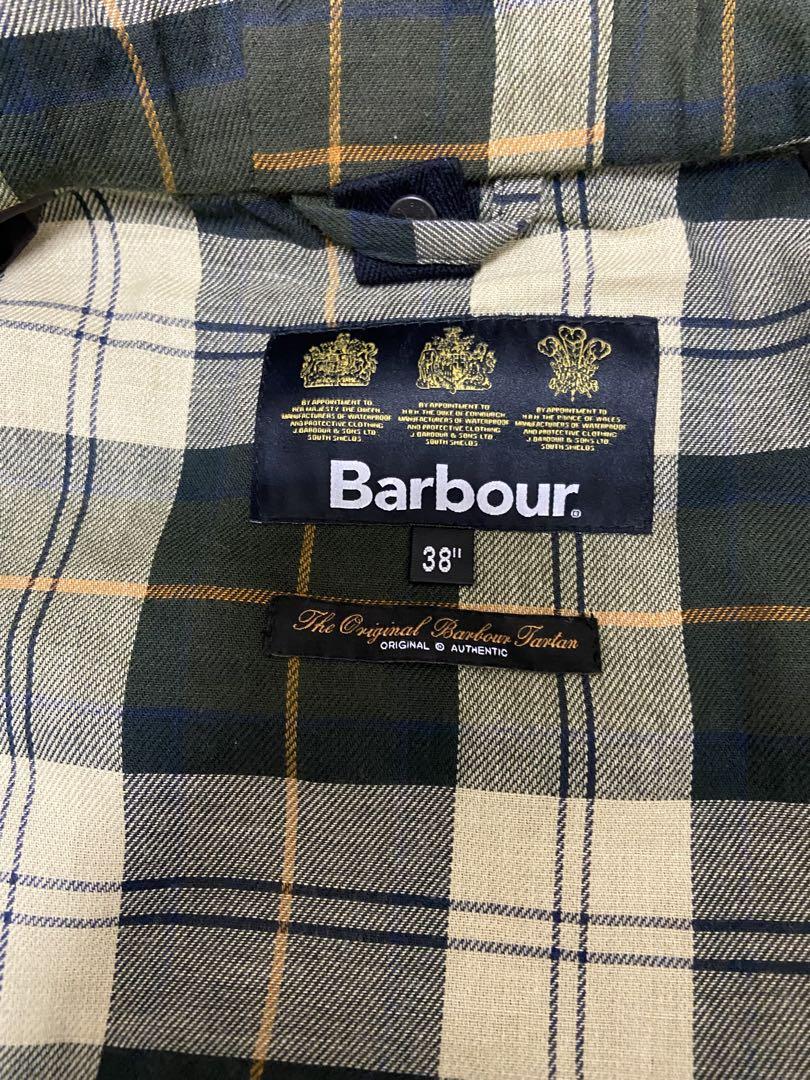 BY APPOINTMENT TO
HER MAJESTY THE QUEEN
MANUFACTURERS OF WATERPROOF
AND PROTECTIVE CLOTHING
J. BARBOUR & SONS LTD.
SOUTH SHIELDS
BY APPOINTMENT TO
H.R.H. THE DUKE OF EDINBURGH
MANUFACTURERS OF WATERPROOF
AND PROTECTIVE CLOTHING
J. BARBOUR & SONS LTD
SOUTH SHIELDS
BY APPOINTMENT TO
H.R.H. THE PRINCE OF WALES
MANUFACTURERS OF WATERPROOF
AND PROTECTIVE CLOTHING
J. BARBOUR & SONS LTD.
SOUTH SHIELDS
Barbour®
38"
The Original Barbour Tartan
ORIGINAL © AUTHENTIC